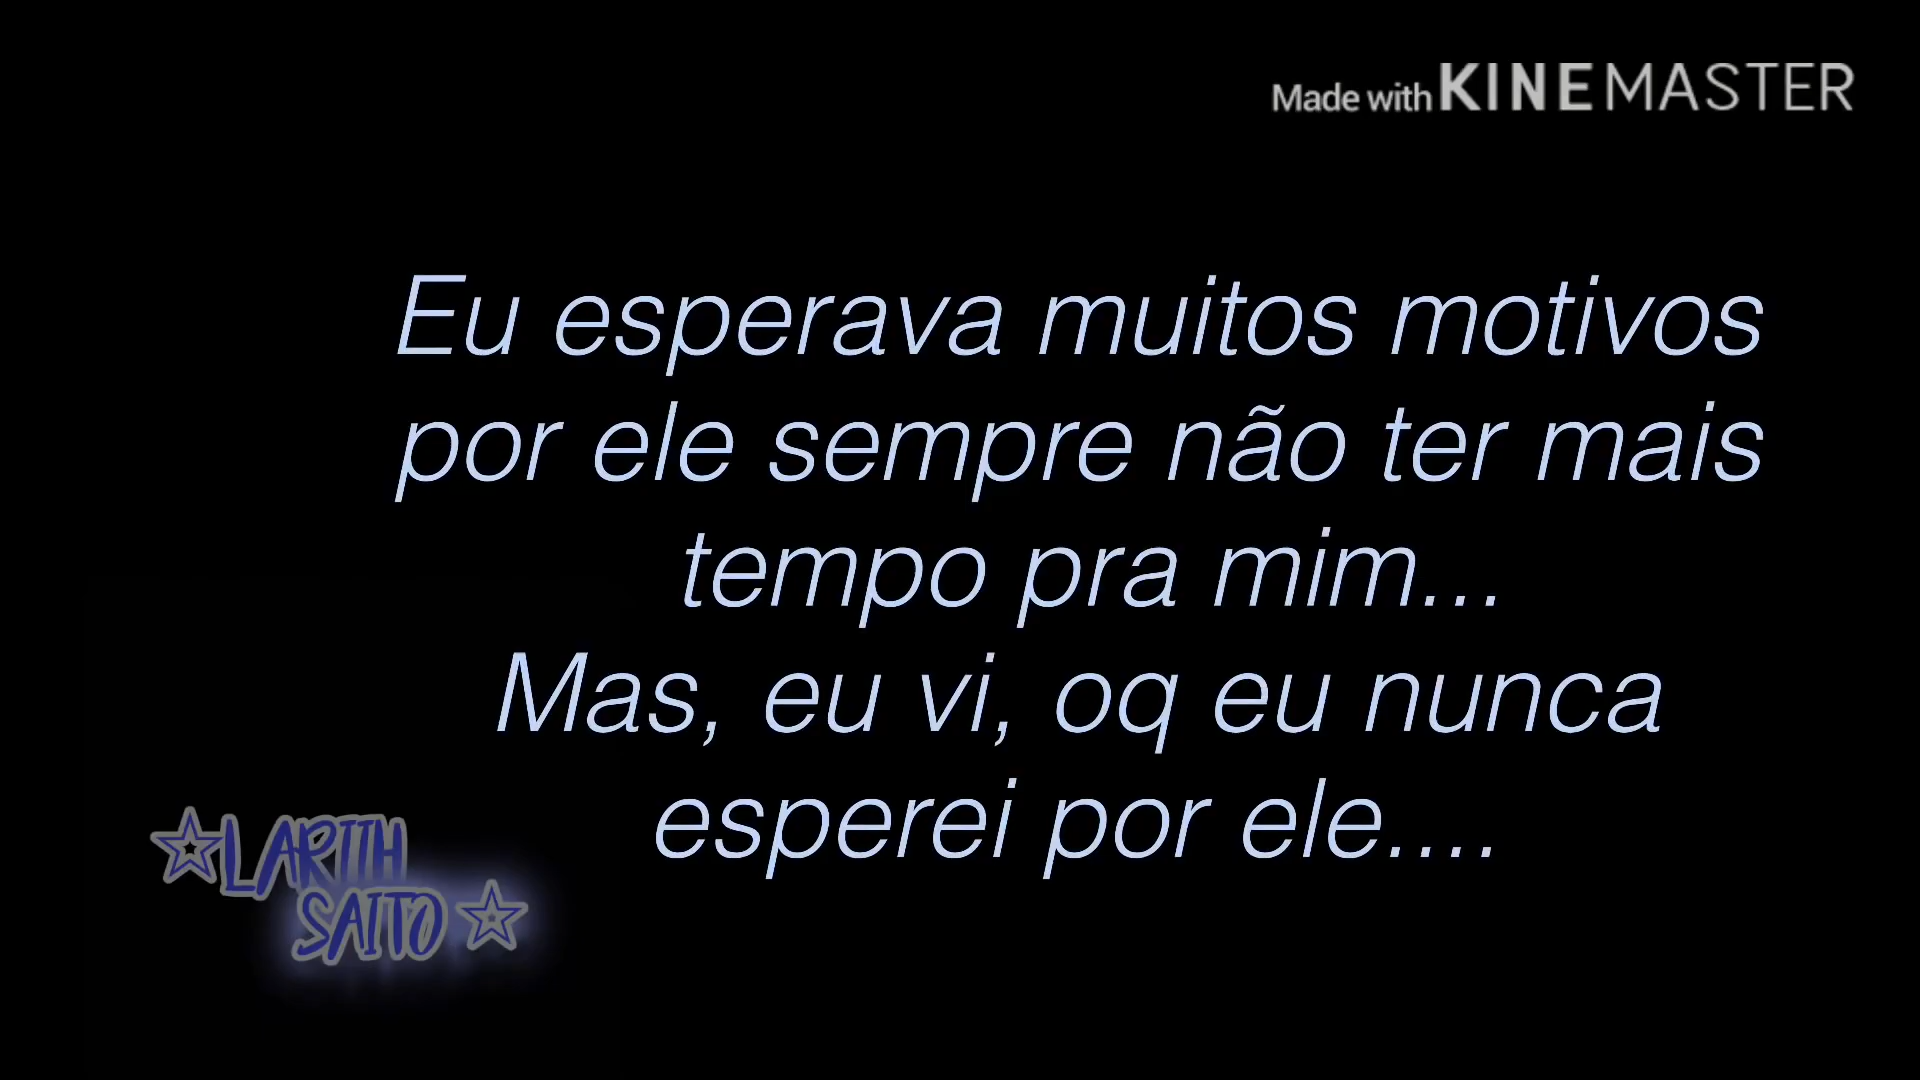 Made with KINEMASTER
Eu esperava muitos motivos
por ele sempre não ter mais
tempo pra mim...
Mas, eu vi, oq eu nunca
esperei por ele....
LARITH
SAITO